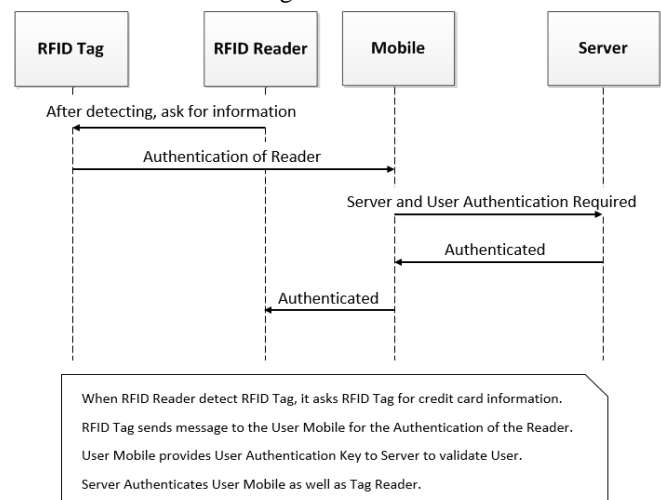 RFID Tag
RFID Reader
Mobile
Server
After detecting, ask for information
Authentication of Reader
Server and User Authentication Required
Authenticated
Authenticated
When RFID Reader detect RFID Tag, it asks RFID Tag for credit card information.
RFID Tag sends message to the User Mobile for the Authentication of the Reader.
User Mobile provides User Authentication Key to Server to validate User.
Server Authenticates User Mobile as well as Tag Reader.